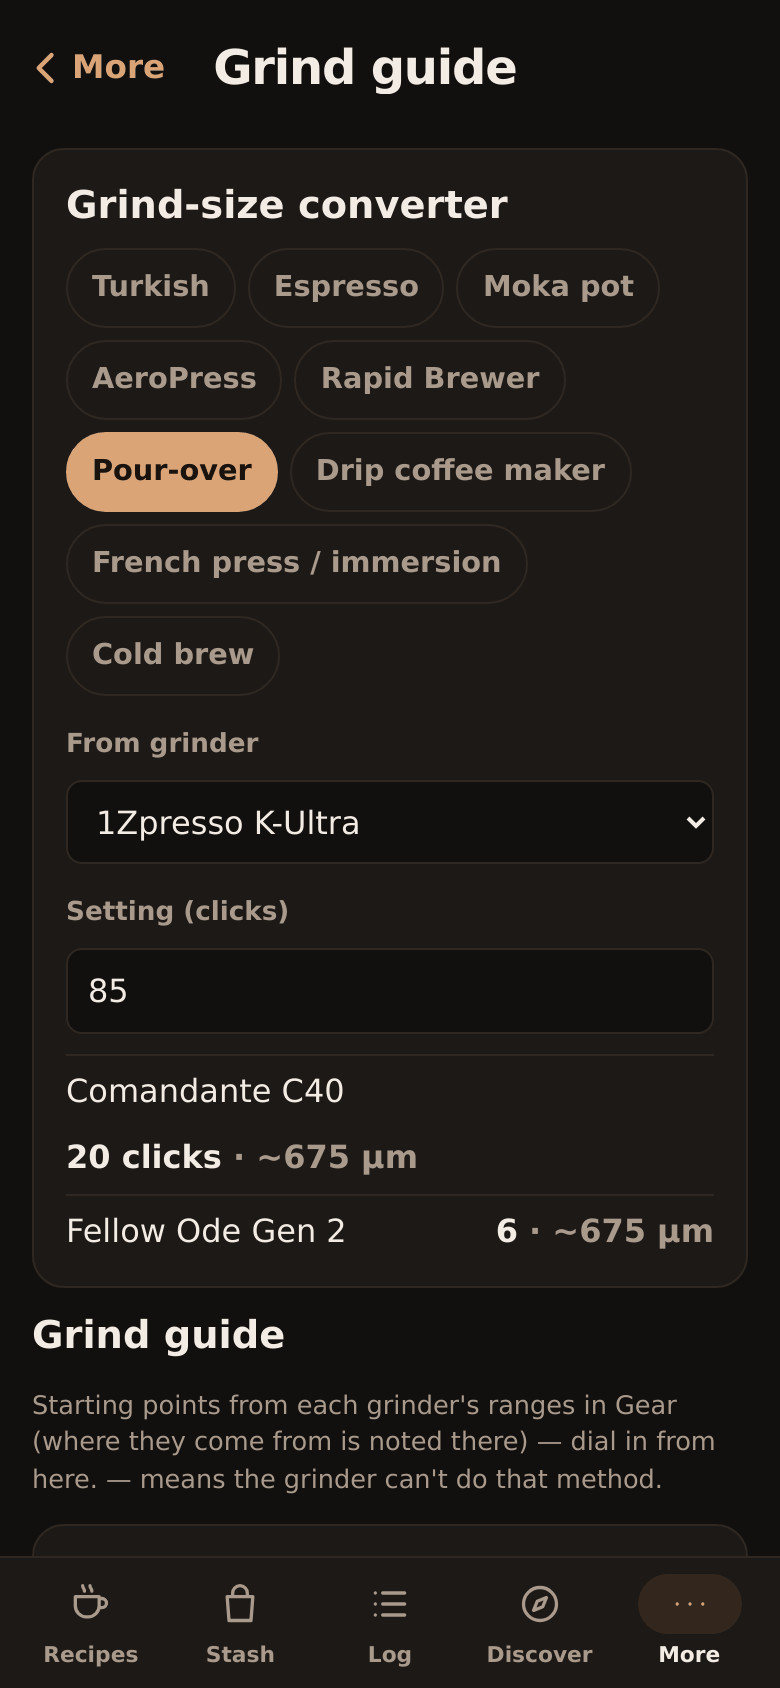 More
Grind guide
Grind-size converter
Turkish
Espresso
Moka pot
AeroPress
Rapid Brewer
Pour-over
Drip coffee maker
French press / immersion
Cold brew
From grinder
1Zpresso K-Ultra
Setting (clicks)
85
Comandante C40
20 clicks · ~675 µm
Fellow Ode Gen 2
6 · ~675 µm
Grind guide
Starting points from each grinder's ranges in Gear
(where they come from is noted there) — dial in from
here. — means the grinder can't do that method.
Recipes
Stash
Log
Discover
More